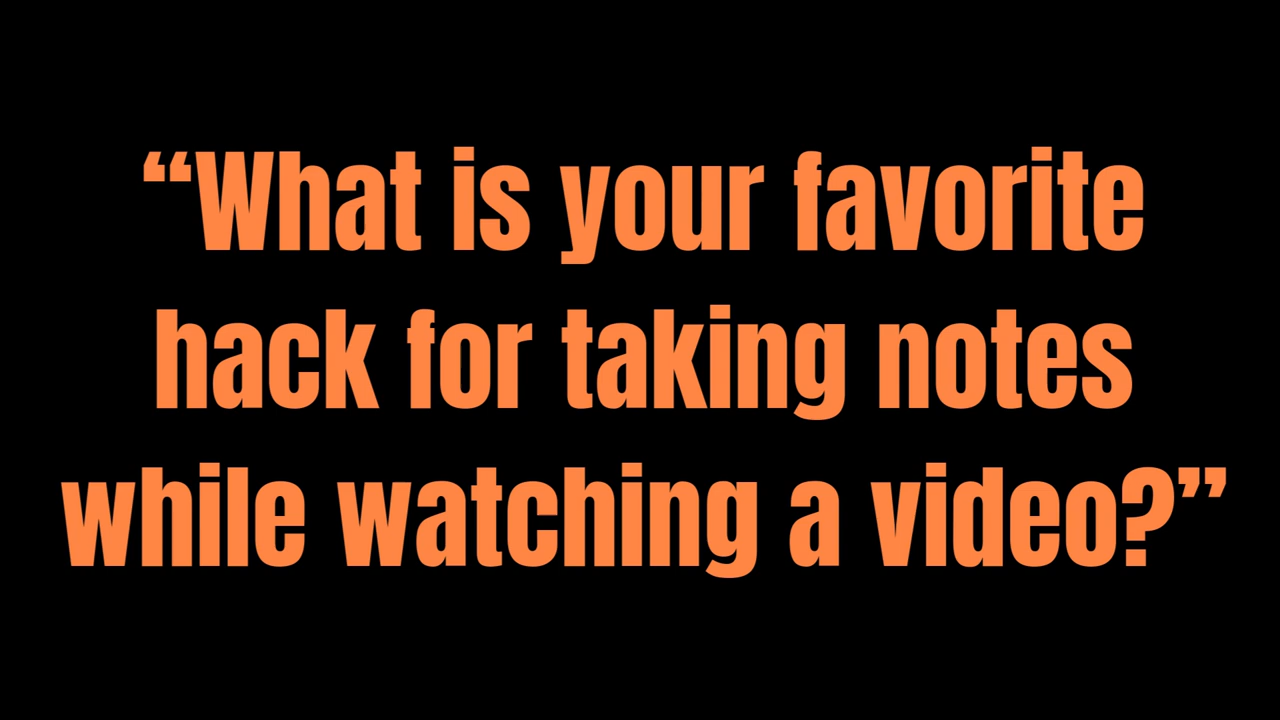 “What is your favorite
hack for taking notes
while watching a video?”